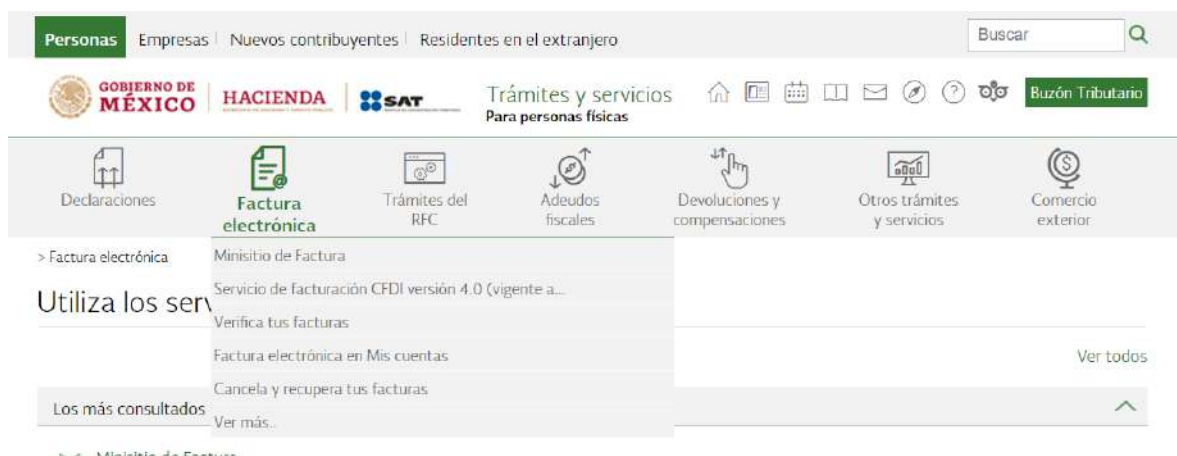 Personas Empresas Nuevos contribuyentes Residentes en el extranjero Buscar
GOBIERNO DE
MÉXICO
HACIENDA
SAT
Trámites y servicios
Para personas físicas
Buzón Tributario
Declaraciones
Factura
electrónica
Trámites del
RFC
Adeudos
fiscales
Devoluciones y
compensaciones
Otros trámites
y servicios
Comercio
exterior
> Factura electrónica
Minisitio de Factura
Servicio de facturación CFDI versión 4.0 (vigente a...
Verifica tus facturas
Factura electrónica en Mis cuentas
Cancela y recupera tus facturas
Ver más..
Utiliza los serv
Ver todos
Los más consultados
Minisitio de Factura